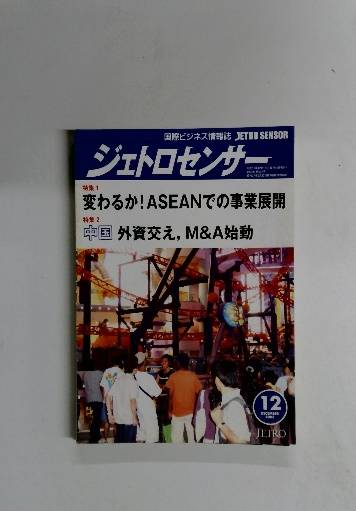 国際ビジネス情報誌 JETRO SENSOR
ジェトロセンサー
特集1
変わるか!ASEANでの事業展開
特集2
中国 外資交え,M&A始動
12
DECEMBER
JETRO